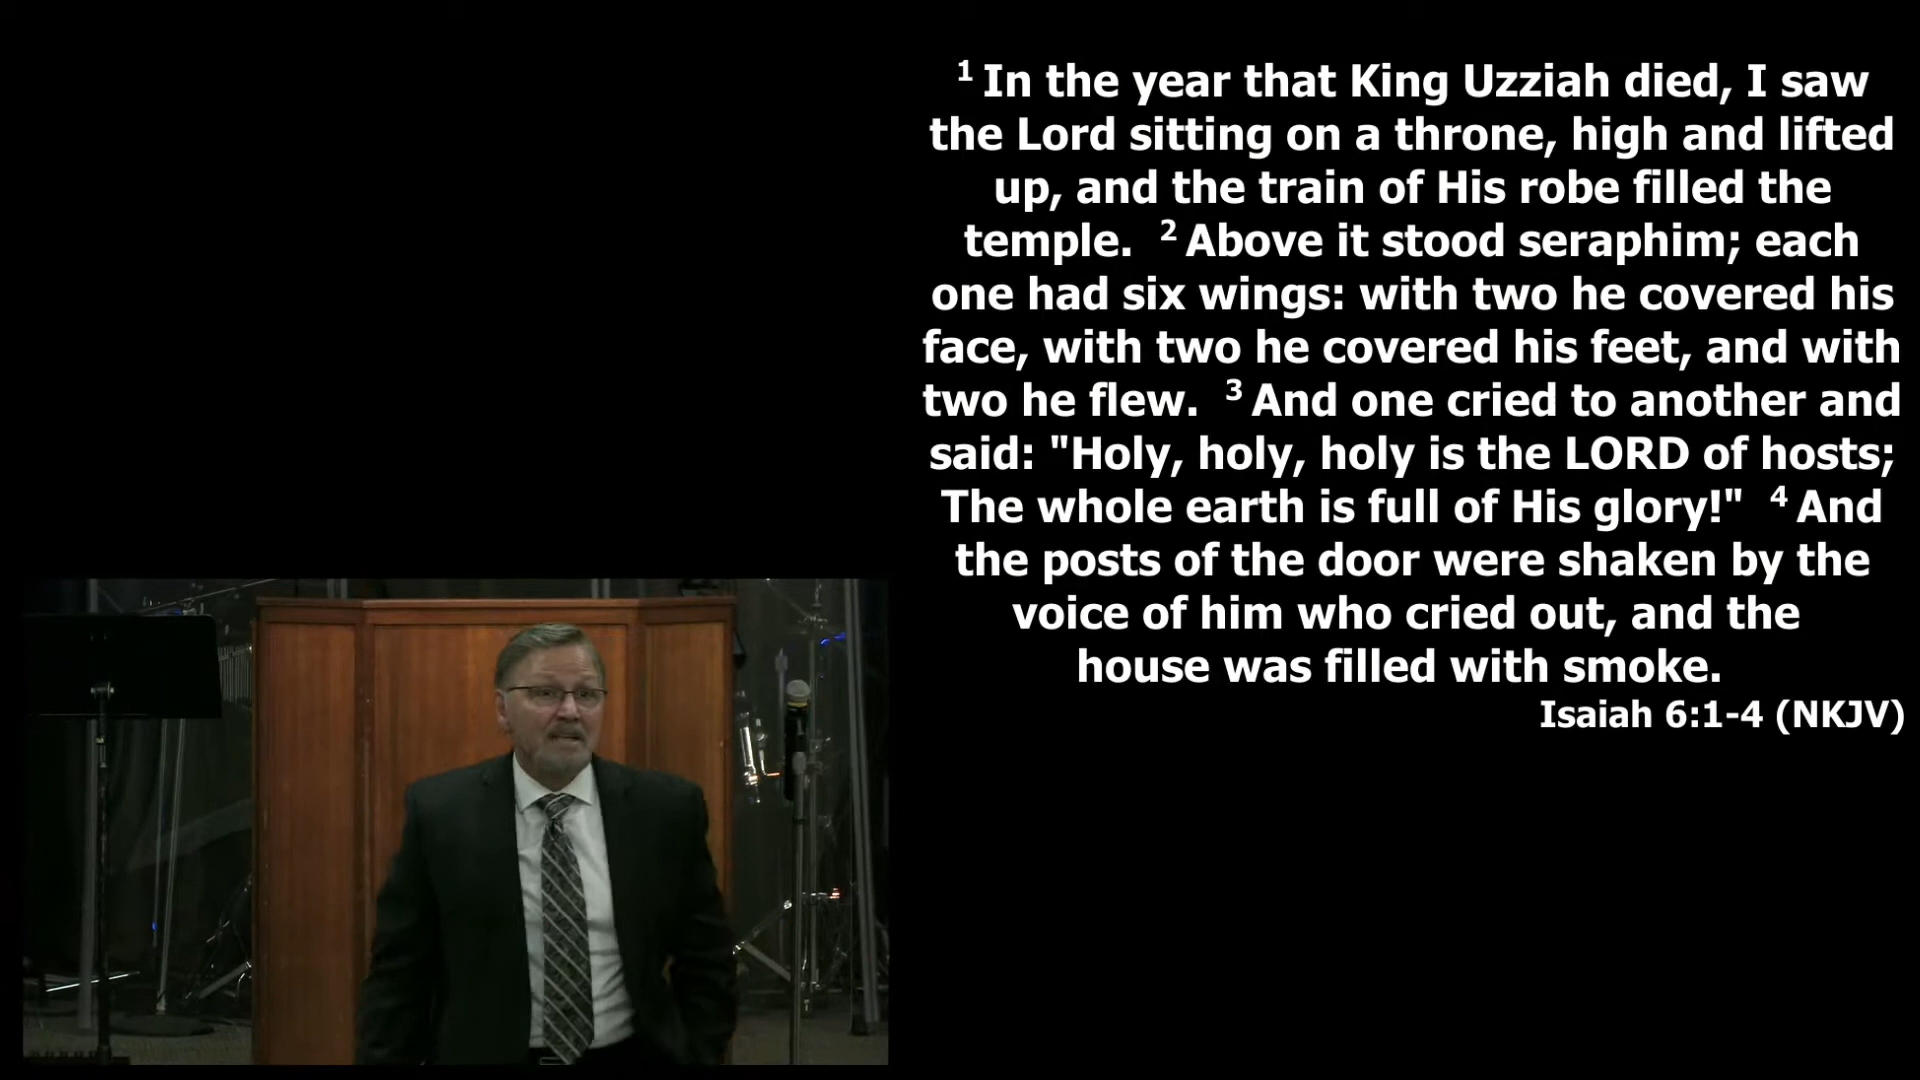 1 In the year that King Uzziah died, I saw
the Lord sitting on a throne, high and lifted
up, and the train of His robe filled the
temple. 2 Above it stood seraphim; each
one had six wings: with two he covered his
face, with two he covered his feet, and with
two he flew. 3 And one cried to another and
said: "Holy, holy, holy is the LORD of hosts;
The whole earth is full of His glory!" 4 And
the posts of the door were shaken by the
voice of him who cried out, and the
house was filled with smoke.
Isaiah 6:1-4 (NKJV)